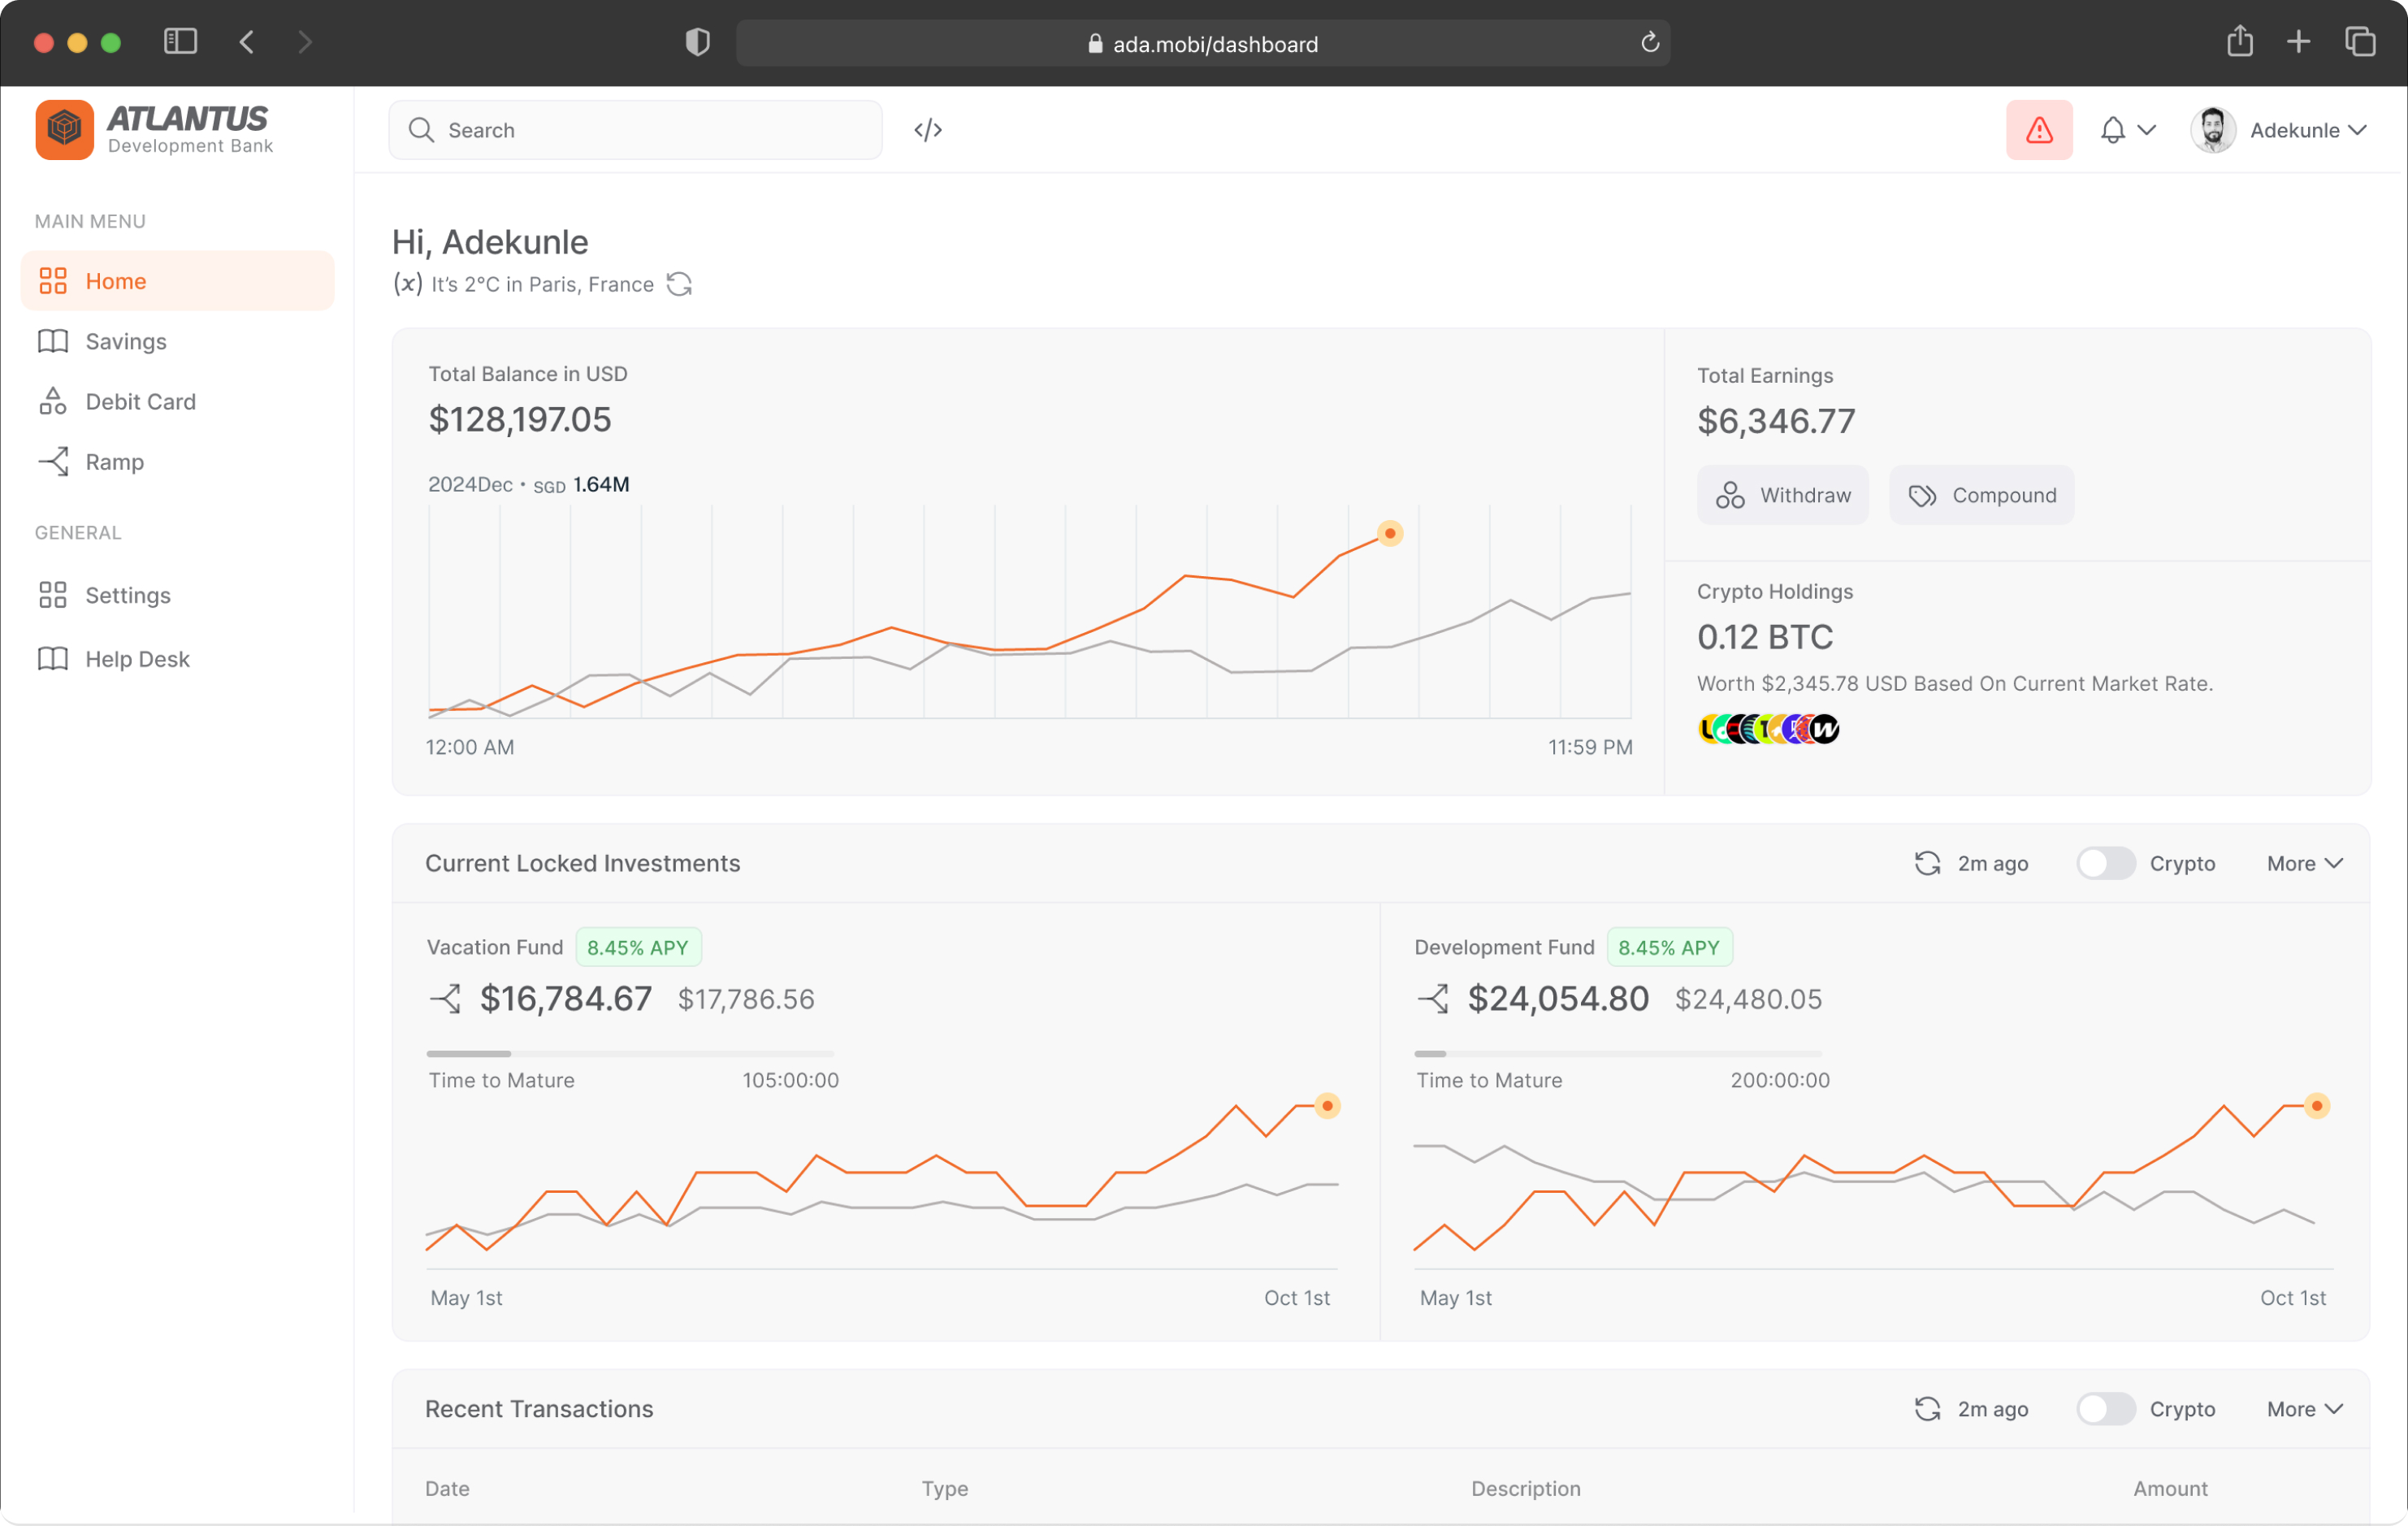 ada.mobi/dashboard
ATLANTUS
Development Bank
Search
</>
Adekunle
MAIN MENU
Home
Savings
Debit Card
Ramp
GENERAL
Settings
Help Desk
Hi, Adekunle
(x) It's 2°C in Paris, France
Total Balance in USD
$128,197.05
2024Dec • SGD 1.64M
12:00 AM
11:59 PM
Total Earnings
$6,346.77
Withdraw
Compound
Crypto Holdings
0.12 BTC
Worth $2,345.78 USD Based On Current Market Rate.
Current Locked Investments
2m ago
Crypto
More
Vacation Fund
8.45% APY
$16,784.67 $17,786.56
Time to Mature
105:00:00
May 1st
Oct 1st
Development Fund
8.45% APY
$24,054.80 $24,480.05
Time to Mature
200:00:00
May 1st
Oct 1st
Recent Transactions
2m ago
Crypto
More
Date
Type
Description
Amount